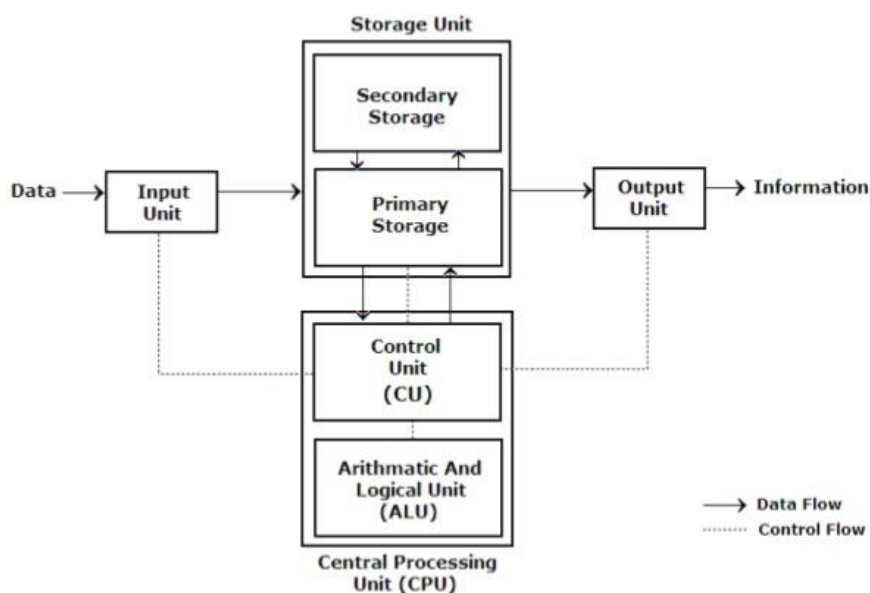 Storage Unit
Secondary
Storage
Data
Input
Unit
Primary
Storage
Output
Unit
Information
Control
Unit
(CU)
Arithmatic And
Logical Unit
(ALU)
Central Processing
Unit (CPU)
Data Flow
Control Flow